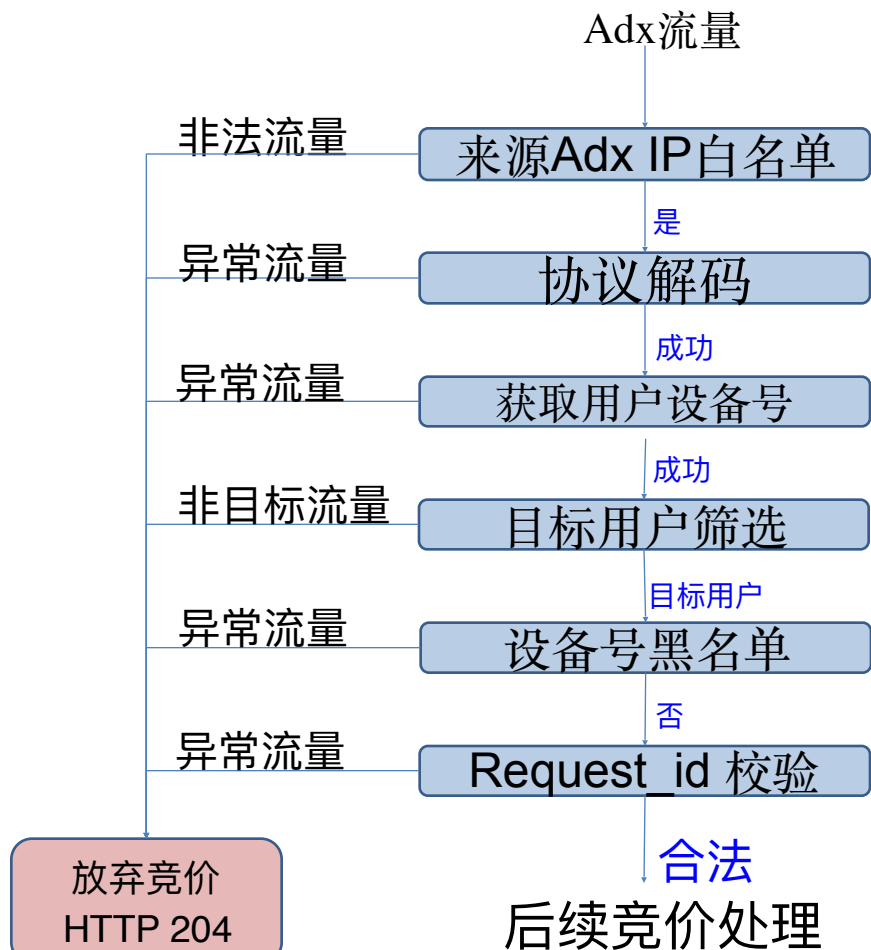 Adx流量
非法流量
来源Adx IP白名单
是
异常流量
协议解码
成功
异常流量
获取用户设备号
成功
非目标流量
目标用户筛选
目标用户
异常流量
设备号黑名单
否
异常流量
Request_id 校验
合法
放弃竞价
HTTP 204
后续竞价处理